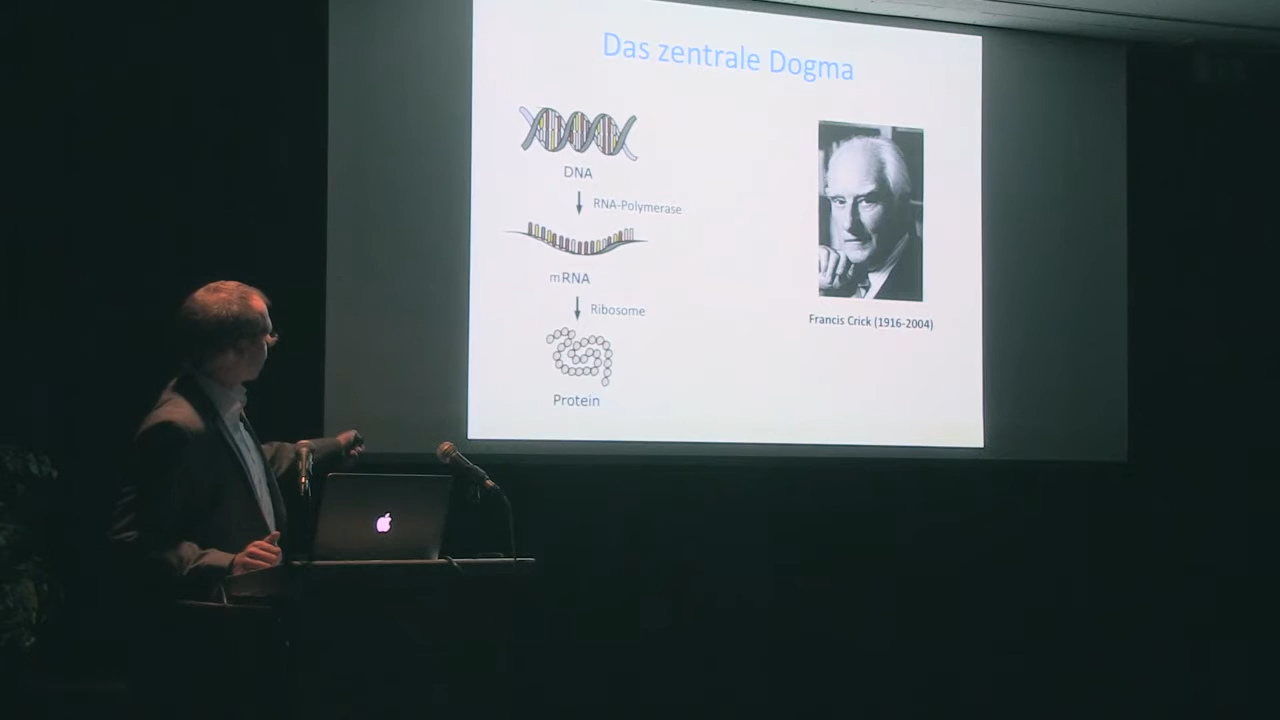 Das zentrale Dogma
DNA
RNA-Polymerase
mRNA
Ribosome
Protein
Francis Crick (1916-2004)